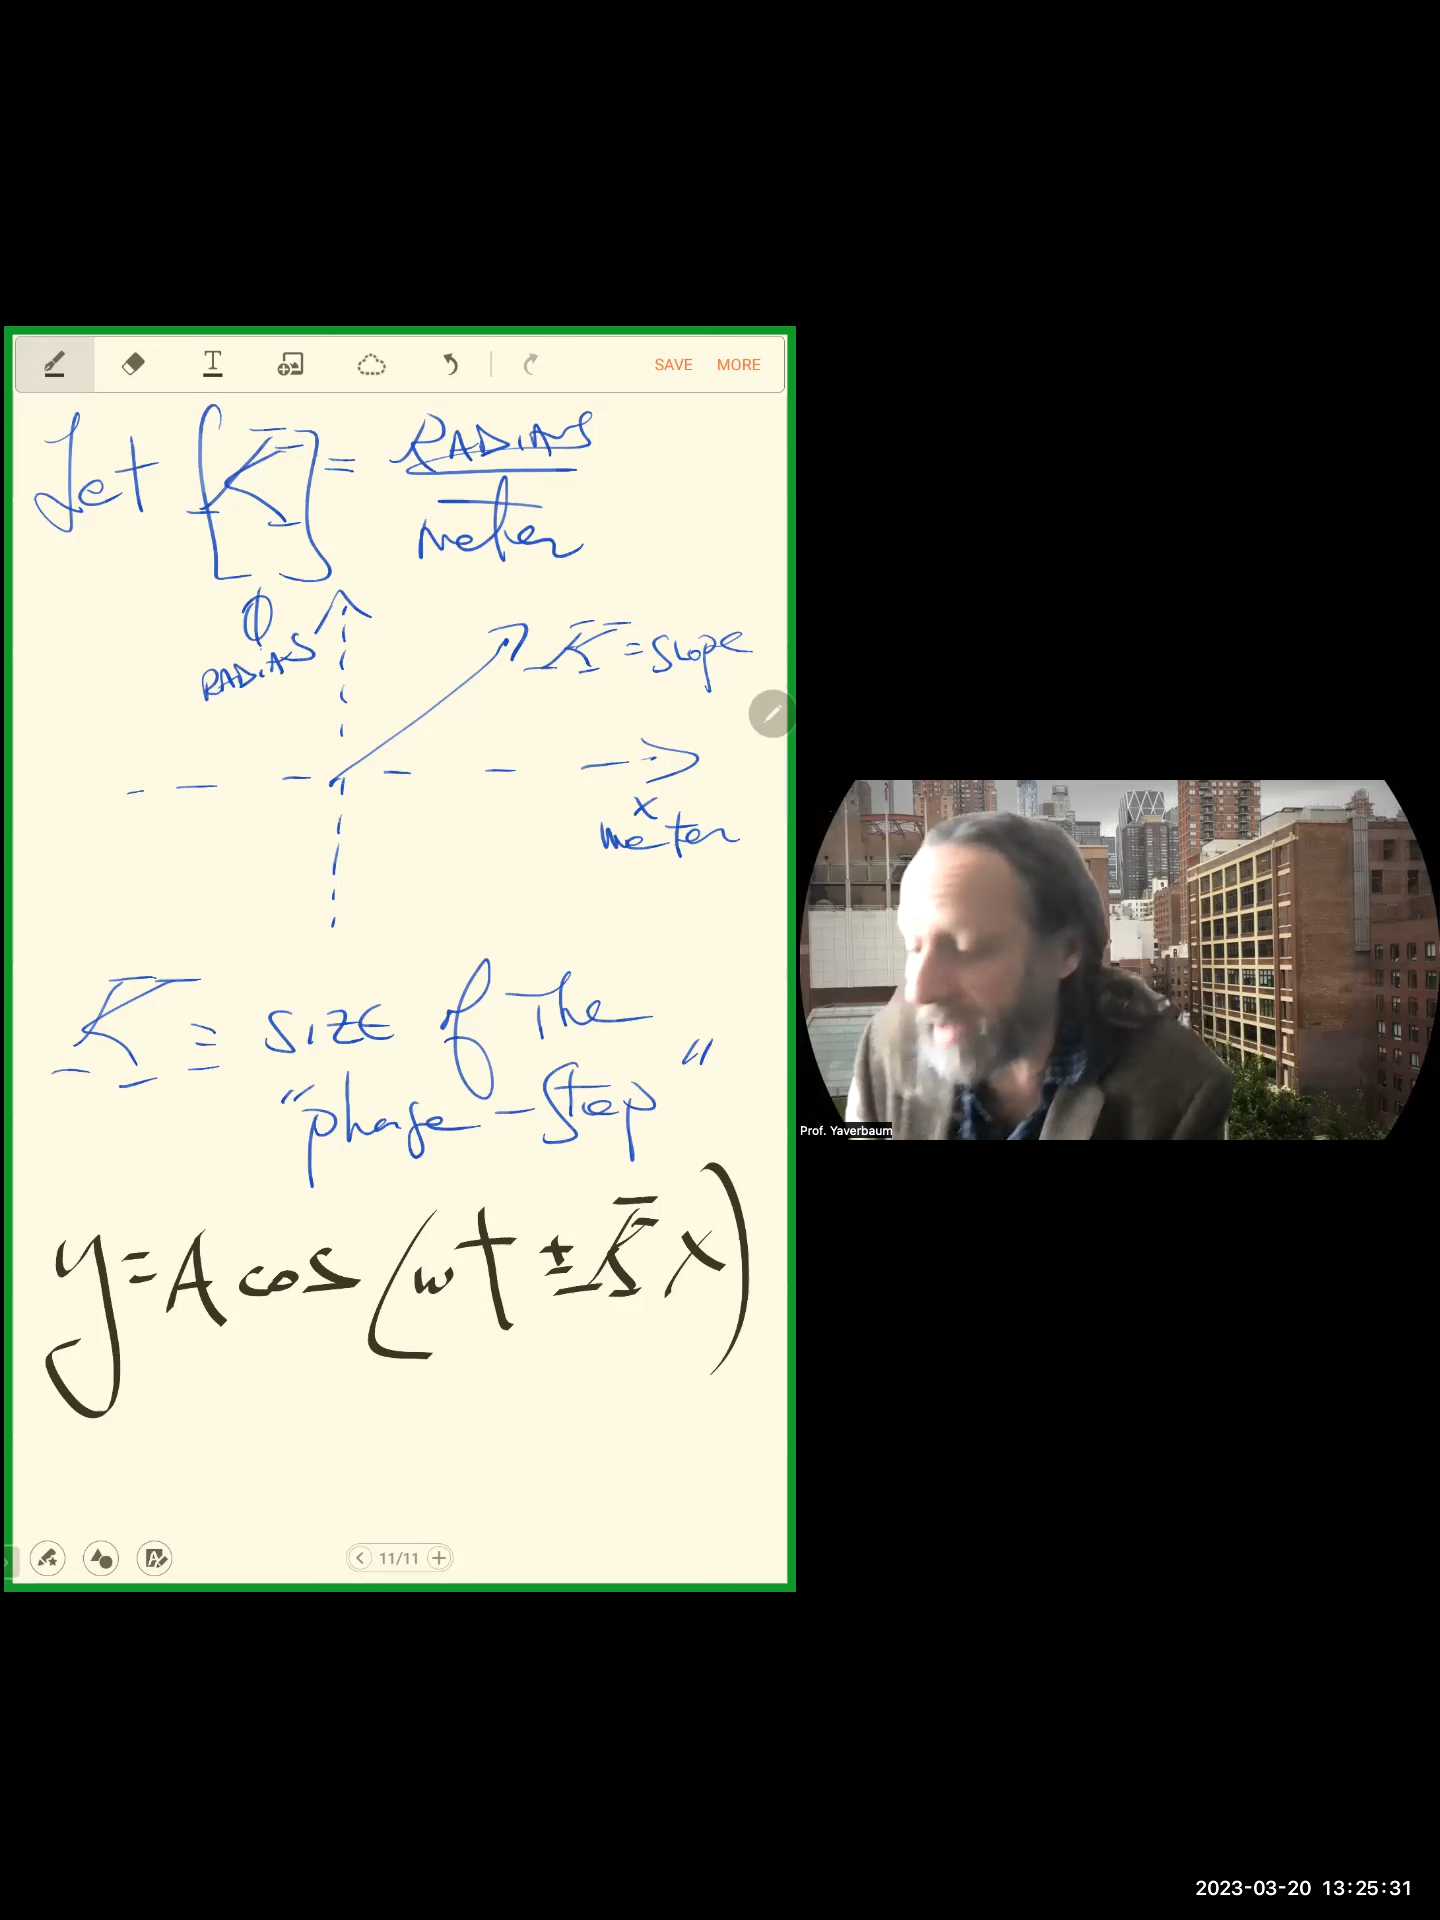 T
SAVE MORE
Let [K] = RADIANS
meter
ϕ
RADIANS
K = slope
x
meter
K ≡ SIZE of The
"phase-step"
y = A cos(ωt ± Kx)
11/11
Prof. Yaverbaum
2023-03-20 13:25:31